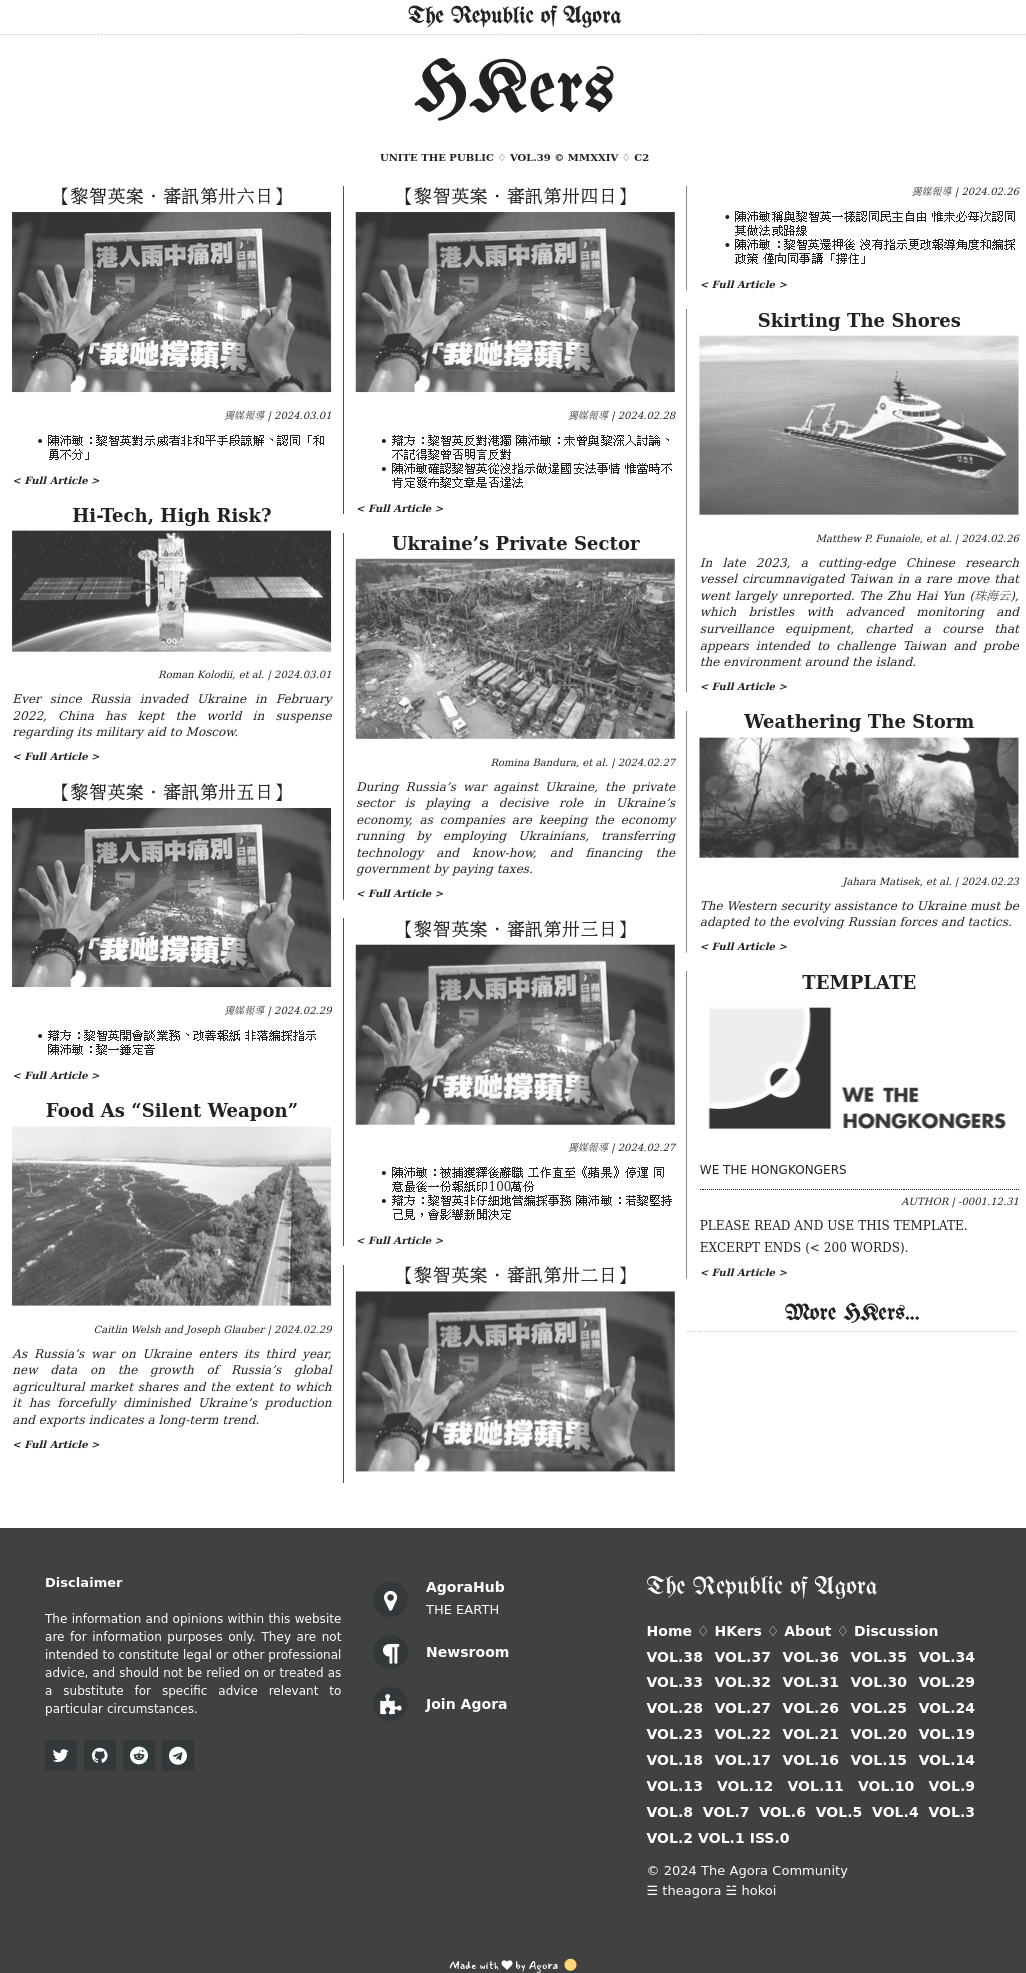 The Republic of Agora
HKers
UNITE THE PUBLIC ♢ VOL.39 © MMXXIV ♢ C2
【黎智英案‧審訊第卅六日】
港人雨中痛別
蘋果日報
「我哋撐蘋果
獨媒報導 | 2024.03.01
• 陳沛敏︰黎智英對示威者非和平手段諒解、認同「和
勇不分」
< Full Article >
Hi-Tech, High Risk?
Roman Kolodii, et al. | 2024.03.01
Ever since Russia invaded Ukraine in February
2022, China has kept the world in suspense
regarding its military aid to Moscow.
< Full Article >
【黎智英案‧審訊第卅五日】
港人雨中痛別
蘋果日報
「我哋撐蘋果
獨媒報導 | 2024.02.29
• 辯方︰黎智英開會談業務、改善報紙 非落編採指示
陳沛敏︰黎一錘定音
< Full Article >
Food As “Silent Weapon”
Caitlin Welsh and Joseph Glauber | 2024.02.29
As Russia’s war on Ukraine enters its third year,
new data on the growth of Russia’s global
agricultural market shares and the extent to which
it has forcefully diminished Ukraine’s production
and exports indicates a long-term trend.
< Full Article >
【黎智英案‧審訊第卅四日】
港人雨中痛別
蘋果日報
「我哋撐蘋果
獨媒報導 | 2024.02.28
• 辯方︰黎智英反對港獨 陳沛敏︰未曾與黎深入討論、
不記得黎曾否明言反對
• 陳沛敏確認黎智英從沒指示做違國安法事情 惟當時不
肯定發布黎文章是否違法
< Full Article >
Ukraine’s Private Sector
Romina Bandura, et al. | 2024.02.27
During Russia’s war against Ukraine, the private
sector is playing a decisive role in Ukraine’s
economy, as companies are keeping the economy
running by employing Ukrainians, transferring
technology and know-how, and financing the
government by paying taxes.
< Full Article >
【黎智英案‧審訊第卅三日】
港人雨中痛別
蘋果日報
「我哋撐蘋果
獨媒報導 | 2024.02.27
• 陳沛敏︰被捕獲釋後辭職 工作直至《蘋果》停運 同
意最後一份報紙印100萬份
• 辯方︰黎智英非仔細地管編採事務 陳沛敏︰若黎堅持
己見，會影響新聞決定
< Full Article >
【黎智英案‧審訊第卅二日】
港人雨中痛別
蘋果日報
「我哋撐蘋果
獨媒報導 | 2024.02.26
• 陳沛敏稱與黎智英一樣認同民主自由 惟未必每次認同
其做法或路線
• 陳沛敏︰黎智英還押後 沒有指示更改報導角度和編採
政策 僅向同事講「撐住」
< Full Article >
Skirting The Shores
Matthew P. Funaiole, et al. | 2024.02.26
In late 2023, a cutting-edge Chinese research
vessel circumnavigated Taiwan in a rare move that
went largely unreported. The Zhu Hai Yun (珠海云),
which bristles with advanced monitoring and
surveillance equipment, charted a course that
appears intended to challenge Taiwan and probe
the environment around the island.
< Full Article >
Weathering The Storm
Jahara Matisek, et al. | 2024.02.23
The Western security assistance to Ukraine must be
adapted to the evolving Russian forces and tactics.
< Full Article >
TEMPLATE
WE THE
HONGKONGERS
WE THE HONGKONGERS
AUTHOR | -0001.12.31
PLEASE READ AND USE THIS TEMPLATE.
EXCERPT ENDS (< 200 WORDS).
< Full Article >
More HKers...
Disclaimer
The information and opinions within this website
are for information purposes only. They are not
intended to constitute legal or other professional
advice, and should not be relied on or treated as
a substitute for specific advice relevant to
particular circumstances.
AgoraHub
THE EARTH
Newsroom
Join Agora
The Republic of Agora
Home ♢ HKers ♢ About ♢ Discussion
VOL.38 VOL.37 VOL.36 VOL.35 VOL.34
VOL.33 VOL.32 VOL.31 VOL.30 VOL.29
VOL.28 VOL.27 VOL.26 VOL.25 VOL.24
VOL.23 VOL.22 VOL.21 VOL.20 VOL.19
VOL.18 VOL.17 VOL.16 VOL.15 VOL.14
VOL.13 VOL.12 VOL.11 VOL.10 VOL.9
VOL.8 VOL.7 VOL.6 VOL.5 VOL.4 VOL.3
VOL.2 VOL.1 ISS.0
© 2024 The Agora Community
☰ theagora ☱ hokoi
Made with by Agora